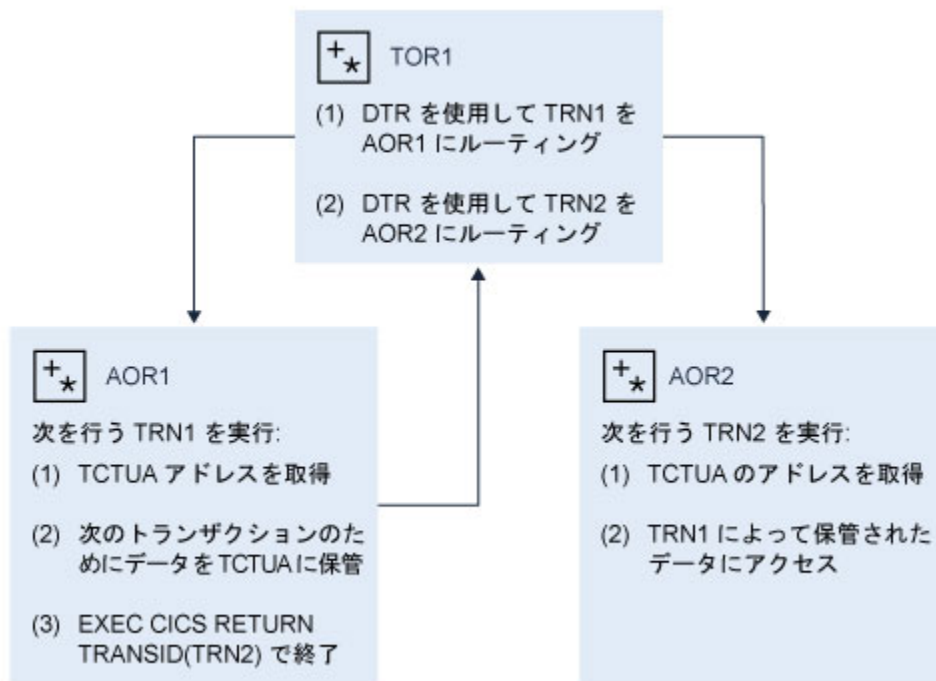 TOR1
(1) DTR を使用して TRN1 を
AOR1 にルーティング
(2) DTR を使用して TRN2 を
AOR2 にルーティング
AOR1
次を行う TRN1 を実行:
(1) TCTUA アドレスを取得
(2) 次のトランザクションのた
めにデータを TCTUA に保管
(3) EXEC CICS RETURN
TRANSID(TRN2) で終了
AOR2
次を行う TRN2 を実行:
(1) TCTUA のアドレスを取得
(2) TRN1 によって保管された
データにアクセス